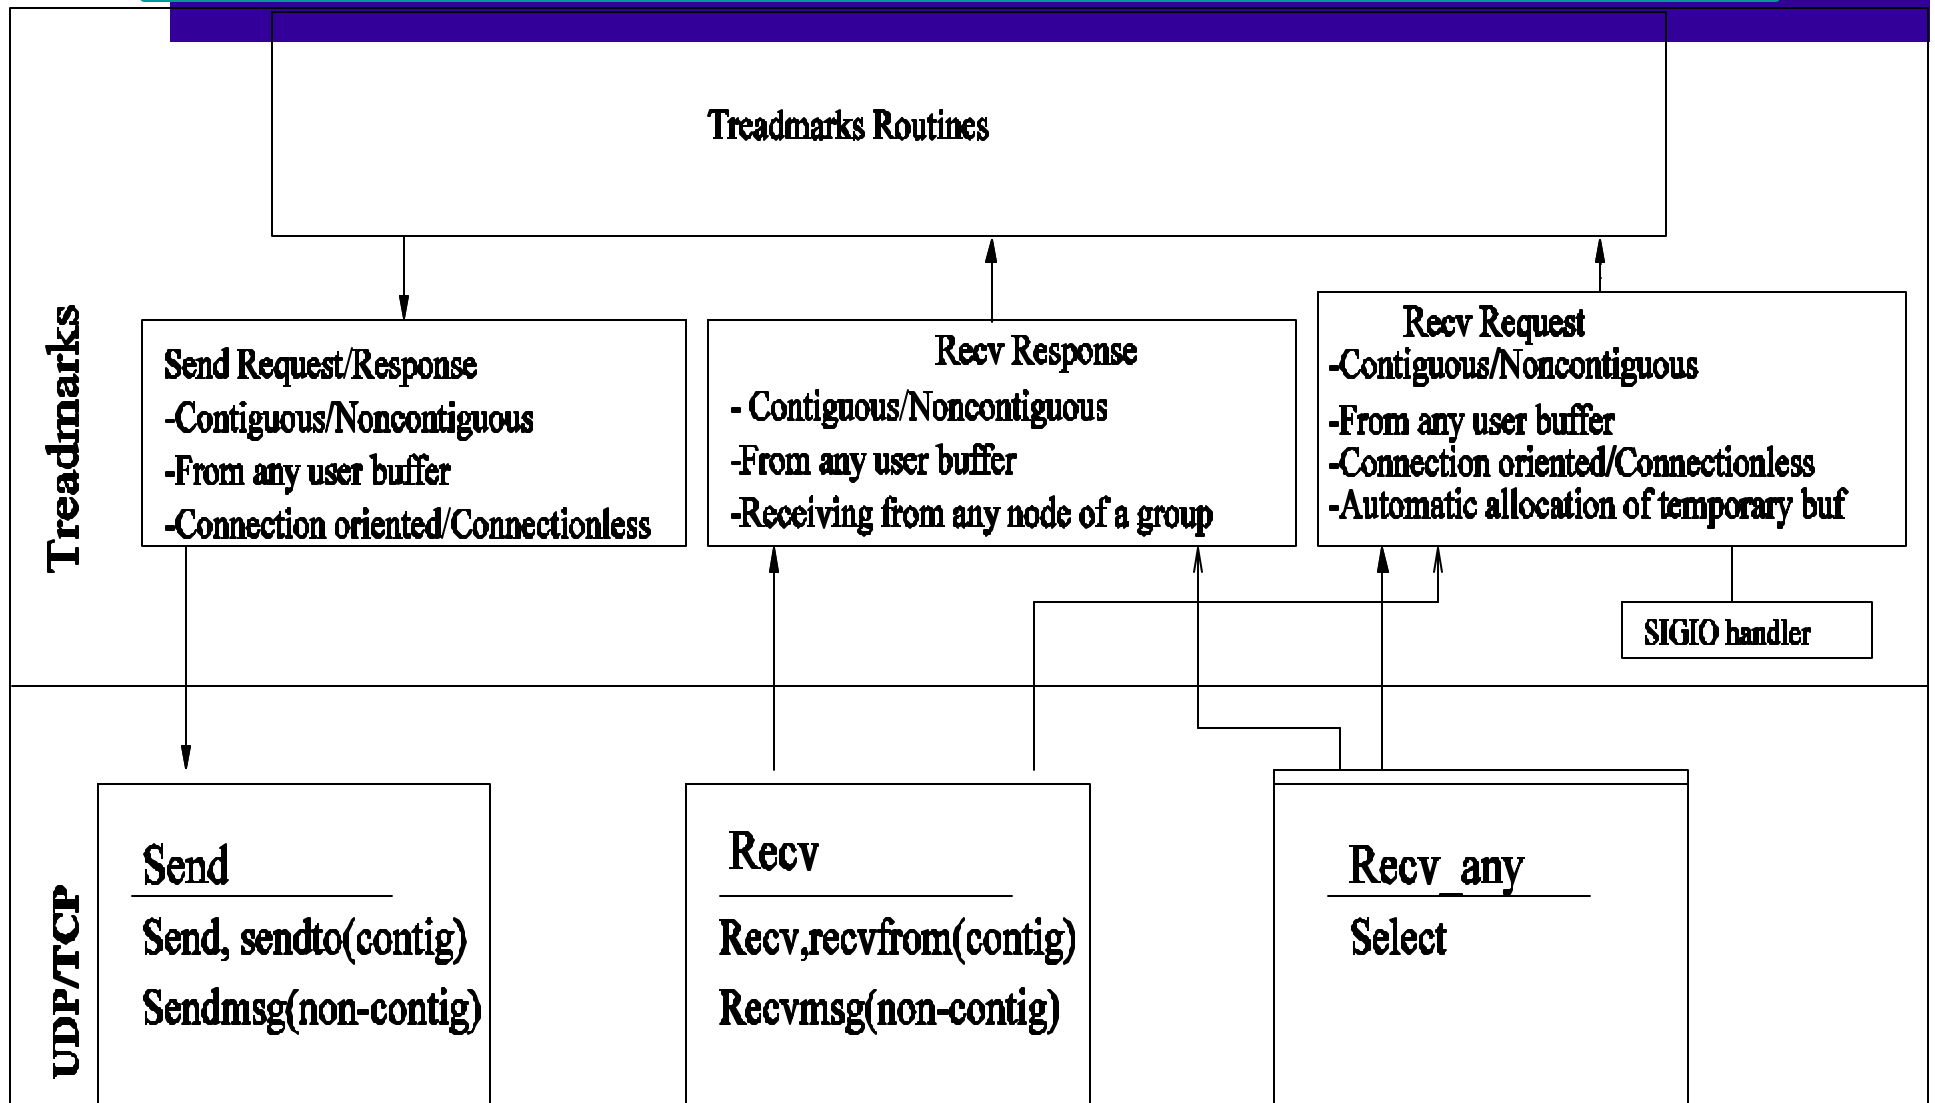 Treadmarks Routines
Treadmarks
Send Request/Response
-Contiguous/Noncontiguous
-From any user buffer
-Connection oriented/Connectionless
Recv Response
- Contiguous/Noncontiguous
-From any user buffer
-Receiving from any node of a group
Recv Request
-Contiguous/Noncontiguous
-From any user buffer
-Connection oriented/Connectionless
-Automatic allocation of temporary buf
SIGIO handler
UDP/TCP
Send
Send, sendto(contig)
Sendmsg(non-contig)
Recv
Recv,recvfrom(contig)
Recvmsg(non-contig)
Recv_any
Select